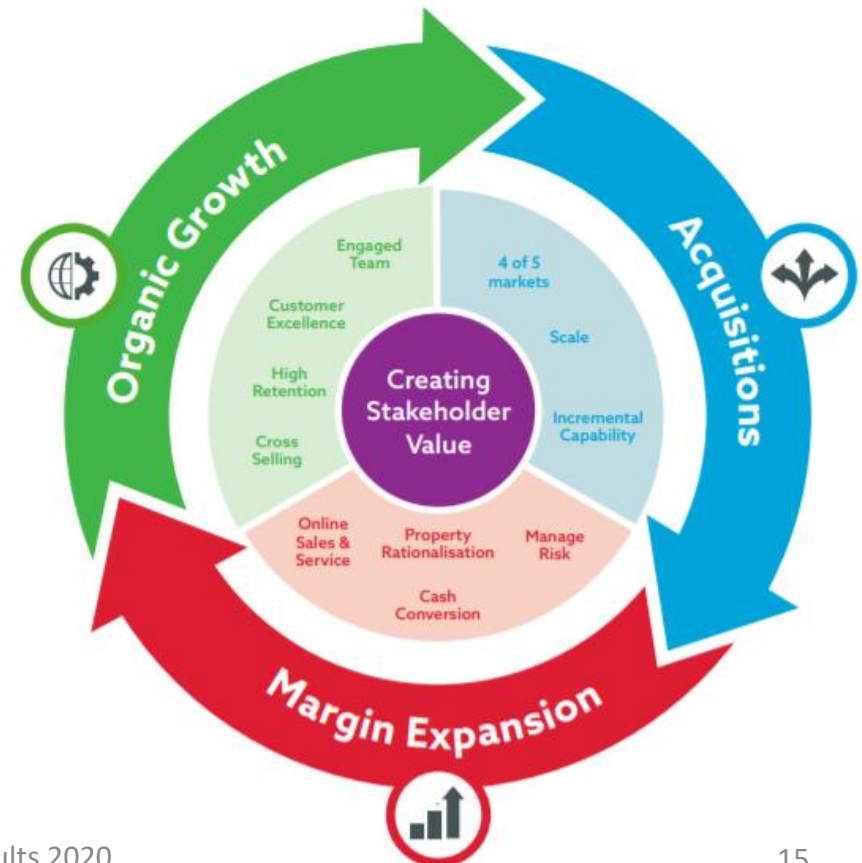 Organic Growth
Acquisitions
Margin Expansion
Engaged
Team
Customer
Excellence
High
Retention
Cross
Selling
4 of 5
markets
Scale
Incremental
Capability
Online
Sales &
Service
Property
Rationalisation
Manage
Risk
Cash
Conversion
Creating
Stakeholder
Value
2020
15